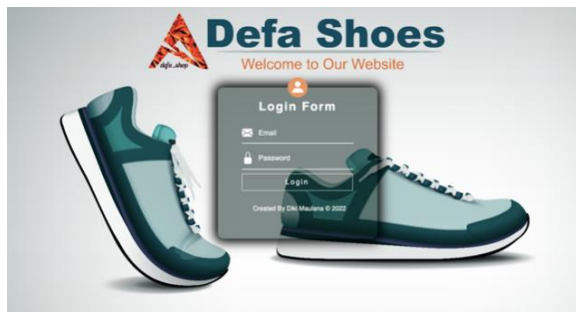 Defa Shoes
Welcome to Our Website
defa_shop
Login Form
Email
Password
Login
Created By Diki Maulana © 2022